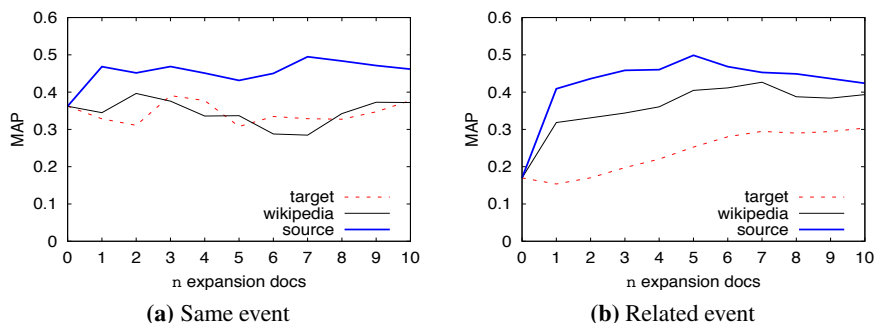 0.6
0.5
0.4
0.3
0.2
0.1
0
MAP
target
wikipedia
source
0 1 2 3 4 5 6 7 8 9 10
n expansion docs
(a) Same event
0.6
0.5
0.4
0.3
0.2
0.1
0
MAP
target
wikipedia
source
0 1 2 3 4 5 6 7 8 9 10
n expansion docs
(b) Related event